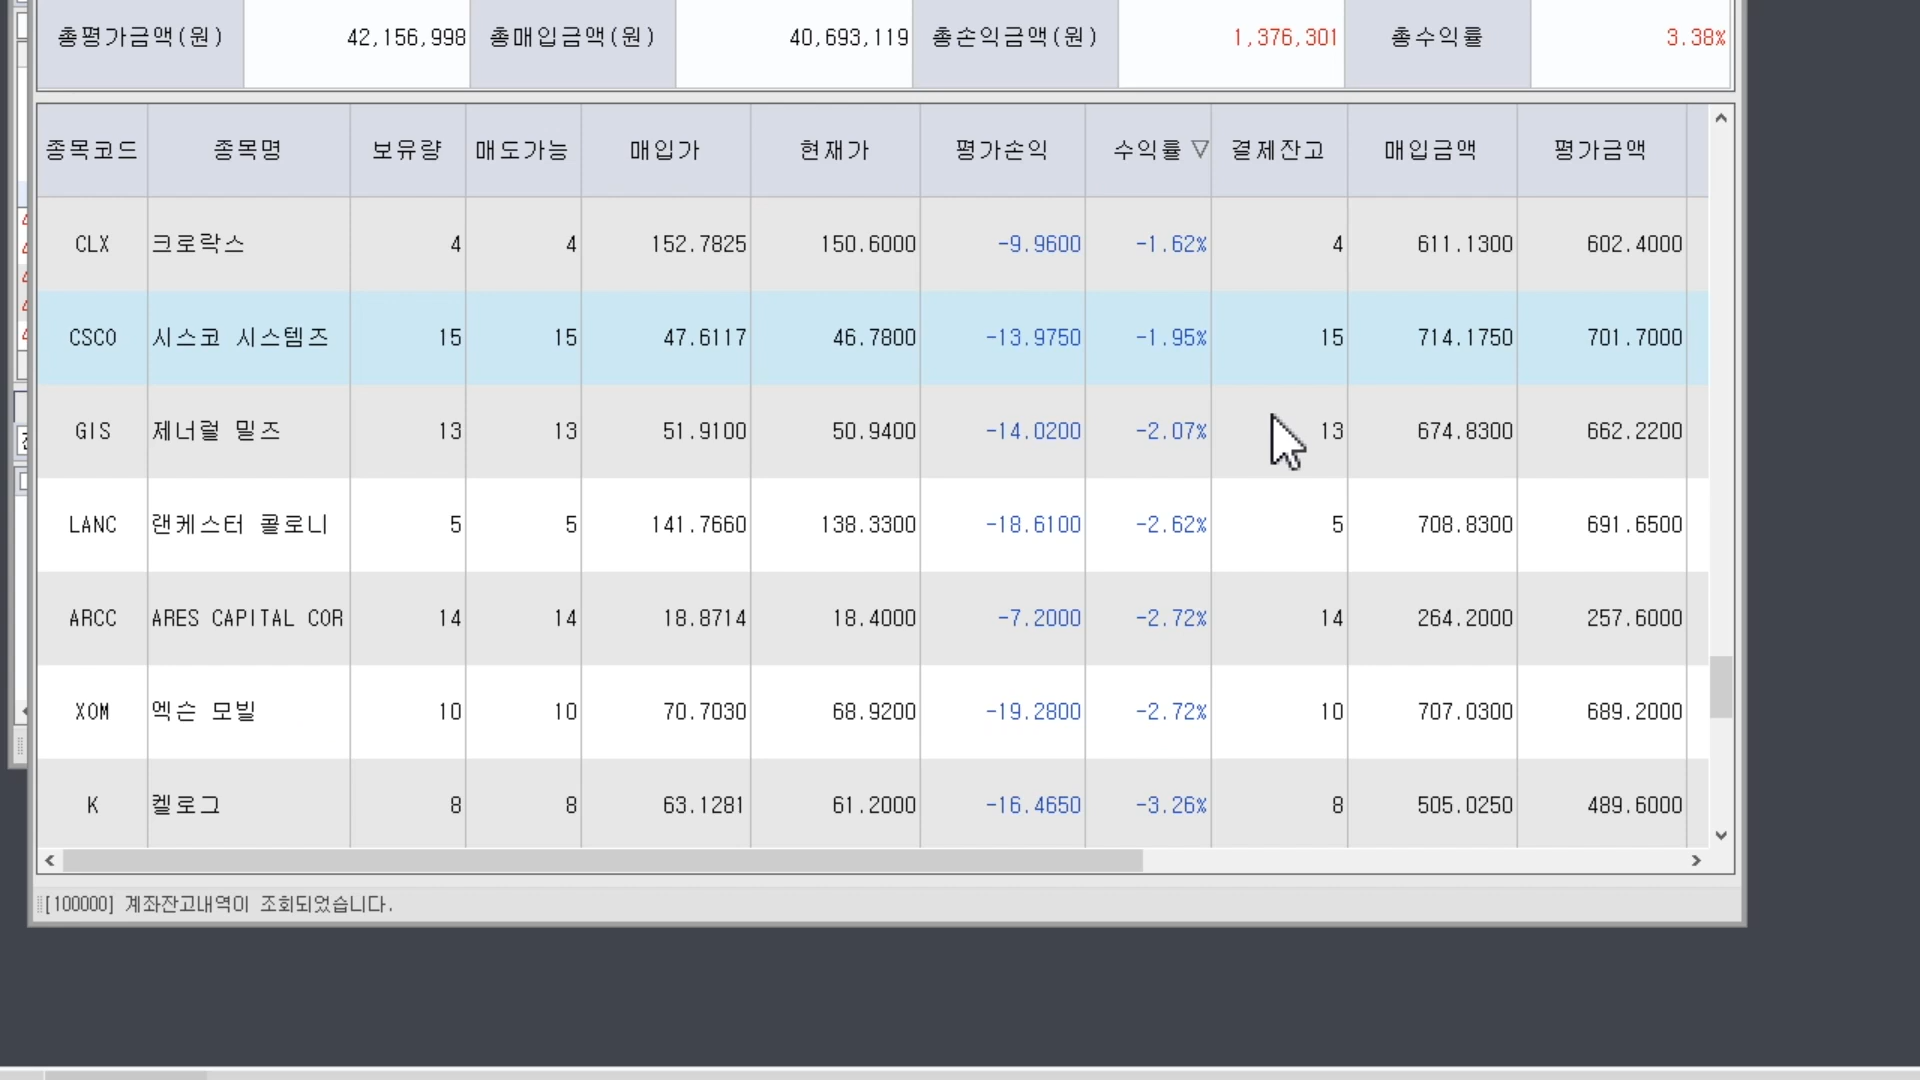 총평가금액(원) 42,156,998 총매입금액(원) 40,693,119 총손익금액(원) 1,376,301 총수익률 3.38%
종목코드 종목명 보유량 매도가능 매입가 현재가 평가손익 수익률 ▽ 결제잔고 매입금액 평가금액
CLX 크로락스 4 4 152.7825 150.6000 -9.9600 -1.62% 4 611.1300 602.4000
CSCO 시스코 시스템즈 15 15 47.6117 46.7800 -13.9750 -1.95% 15 714.1750 701.7000
GIS 제너럴 밀즈 13 13 51.9100 50.9400 -14.0200 -2.07% 13 674.8300 662.2200
LANC 랜케스터 콜로니 5 5 141.7660 138.3300 -18.6100 -2.62% 5 708.8300 691.6500
ARCC ARES CAPITAL COR 14 14 18.8714 18.4000 -7.2000 -2.72% 14 264.2000 257.6000
XOM 엑슨 모빌 10 10 70.7030 68.9200 -19.2800 -2.72% 10 707.0300 689.2000
K 켈로그 8 8 63.1281 61.2000 -16.4650 -3.26% 8 505.0250 489.6000
[100000] 계좌잔고내역이 조회되었습니다.